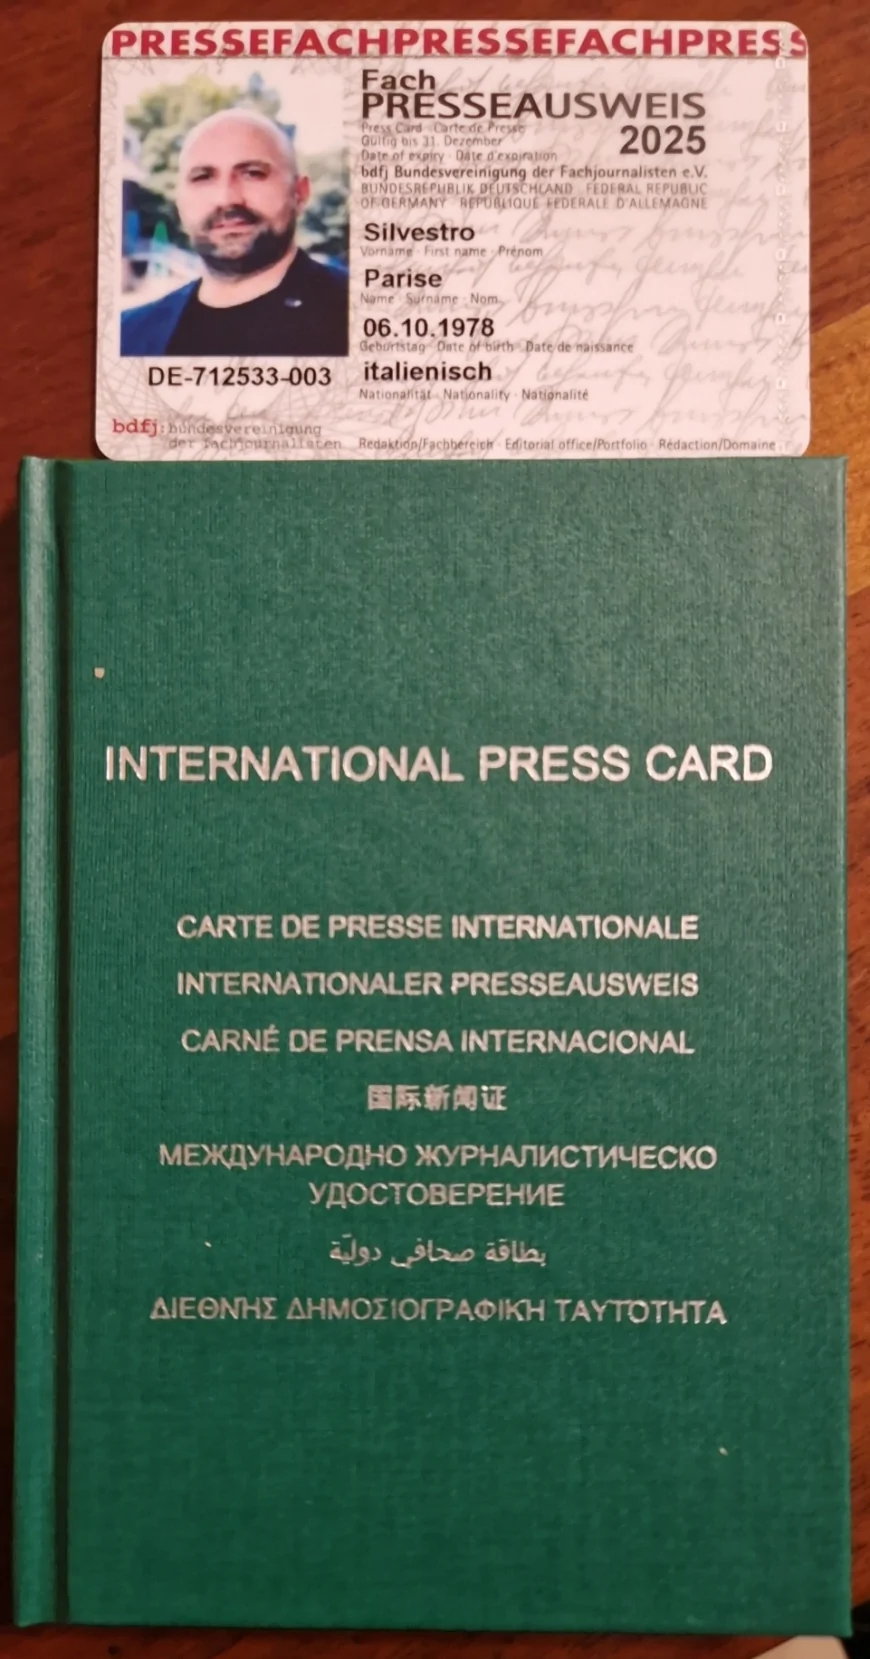 PRESSEFACHPRESSEFACHPRESS
Fach
PRESSEAUSWEIS
Press Card · Carte de Presse
2025
Gültig bis 31. Dezember
Date of expiry · Date d'expiration
bdfj Bundesvereinigung der Fachjournalisten e.V.
BUNDESREPUBLIK DEUTSCHLAND · FEDERAL REPUBLIC
OF GERMANY · RÉPUBLIQUE FÉDÉRALE D'ALLEMAGNE
Silvestro
Vorname · First name · Prénom
Parise
Name · Surname · Nom
06.10.1978
Geburtstag · Date of birth · Date de naissance
DE-712533-003
italienisch
Nationalität · Nationality · Nationalité
bdfj: bundesvereinigung
der fachjournalisten
Redaktion/Fachbereich · Editorial office/Portfolio · Rédaction/Domaine
INTERNATIONAL PRESS CARD
CARTE DE PRESSE INTERNATIONALE
INTERNATIONALER PRESSEAUSWEIS
CARNÉ DE PRENSA INTERNACIONAL
国际新闻证
МЕЖДУНАРОДНО ЖУРНАЛИСТИЧЕСКО
УДОСТОВЕРЕНИЕ
بطاقة صحافي دوليّة
ΔΙΕΘΝΗΣ ΔΗΜΟΣΙΟΓΡΑΦΙΚΗ ΤΑΥΤΟΤΗΤΑ